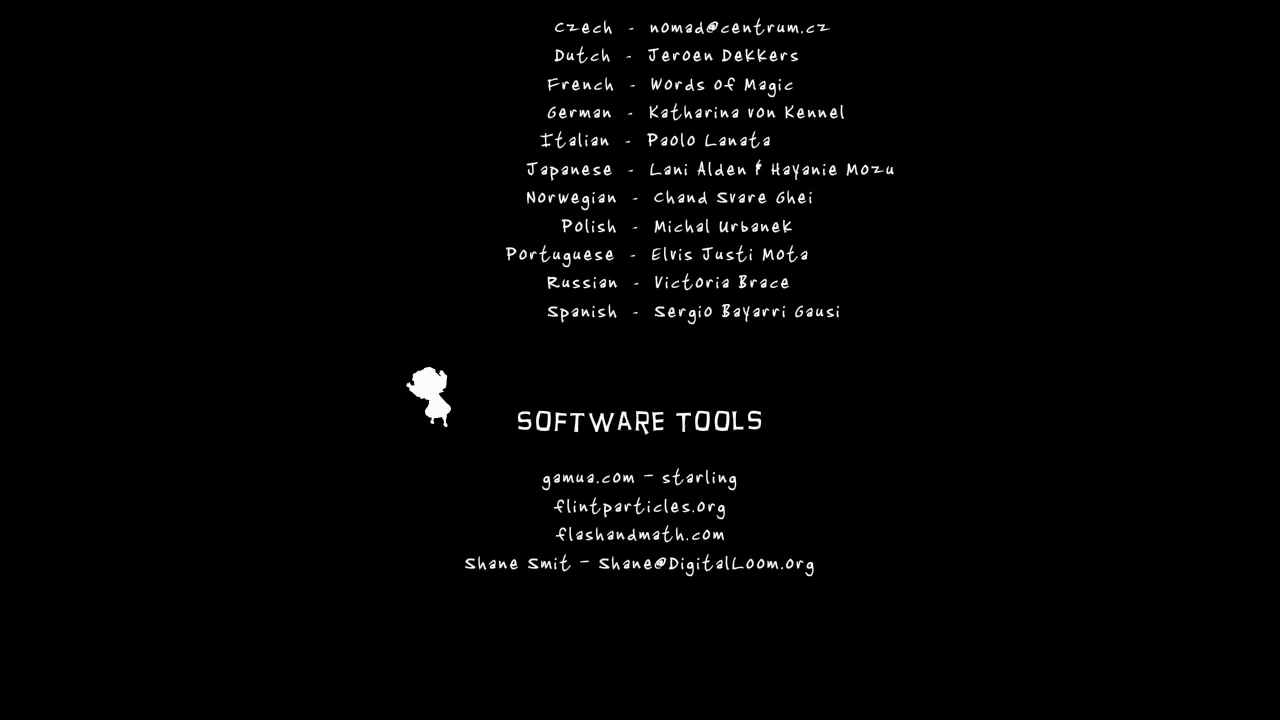 Czech - nomad@centrum.cz
Dutch - Jeroen Dekkers
French - Words of Magic
German - Katharina von Kennel
Italian - Paolo Lanata
Japanese - Lani Alden & Hayanie Mozu
Norwegian - Chand Svare Ghei
Polish - Michal Urbanek
Portuguese - Elvis Justi Mota
Russian - Victoria Brace
Spanish - Sergio Bayarri Gausi
SOFTWARE TOOLS
gamua.com - starling
flintparticles.org
flashandmath.com
Shane Smit - Shane@DigitalLoom.org